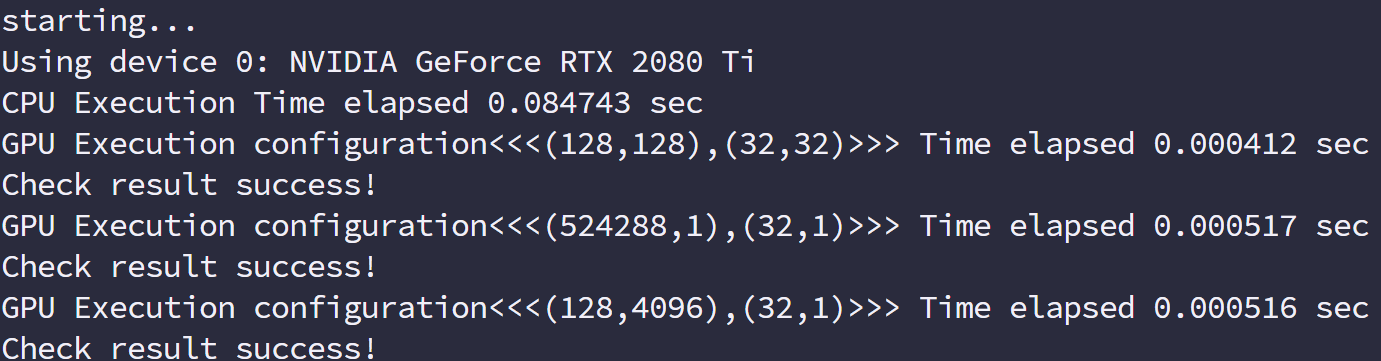 starting...
Using device 0: NVIDIA GeForce RTX 2080 Ti
CPU Execution Time elapsed 0.084743 sec
GPU Execution configuration<<<(128,128),(32,32)>>> Time elapsed 0.000412 sec
Check result success!
GPU Execution configuration<<<(524288,1),(32,1)>>> Time elapsed 0.000517 sec
Check result success!
GPU Execution configuration<<<(128,4096),(32,1)>>> Time elapsed 0.000516 sec
Check result success!